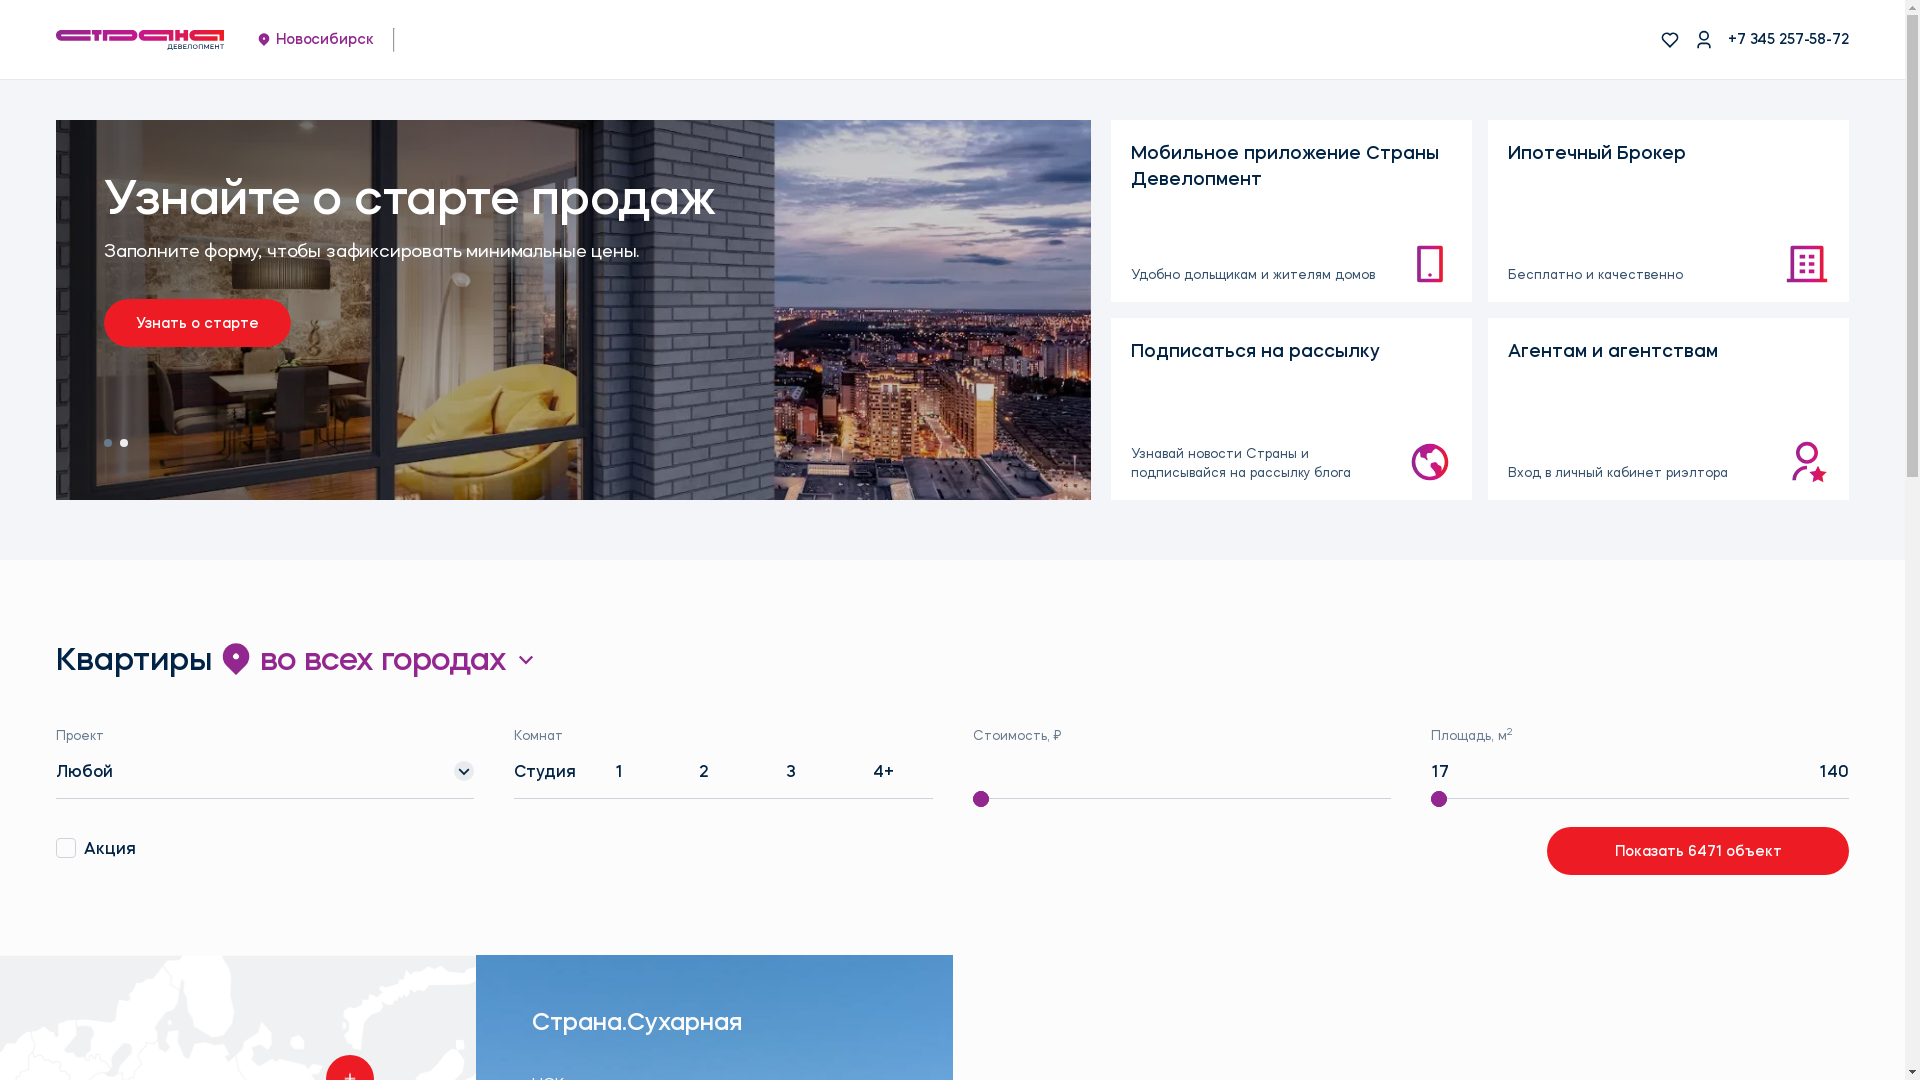 СТРАНА
ДЕВЕЛОПМЕНТ
Новосибирск
+7 345 257-58-72
Узнайте о старте продаж
Заполните форму, чтобы зафиксировать минимальные цены.
Узнать о старте
Мобильное приложение Страны
Девелопмент
Удобно дольщикам и жителям домов
Ипотечный Брокер
Бесплатно и качественно
Подписаться на рассылку
Узнавай новости Страны и
подписывайся на рассылку блога
Агентам и агентствам
Вход в личный кабинет риэлтора
Квартиры во всех городах
Проект
Любой
Комнат
Студия 1 2 3 4+
Стоимость, ₽
Площадь, м²
17 140
Акция
Показать 6471 объект
Страна.Сухарная